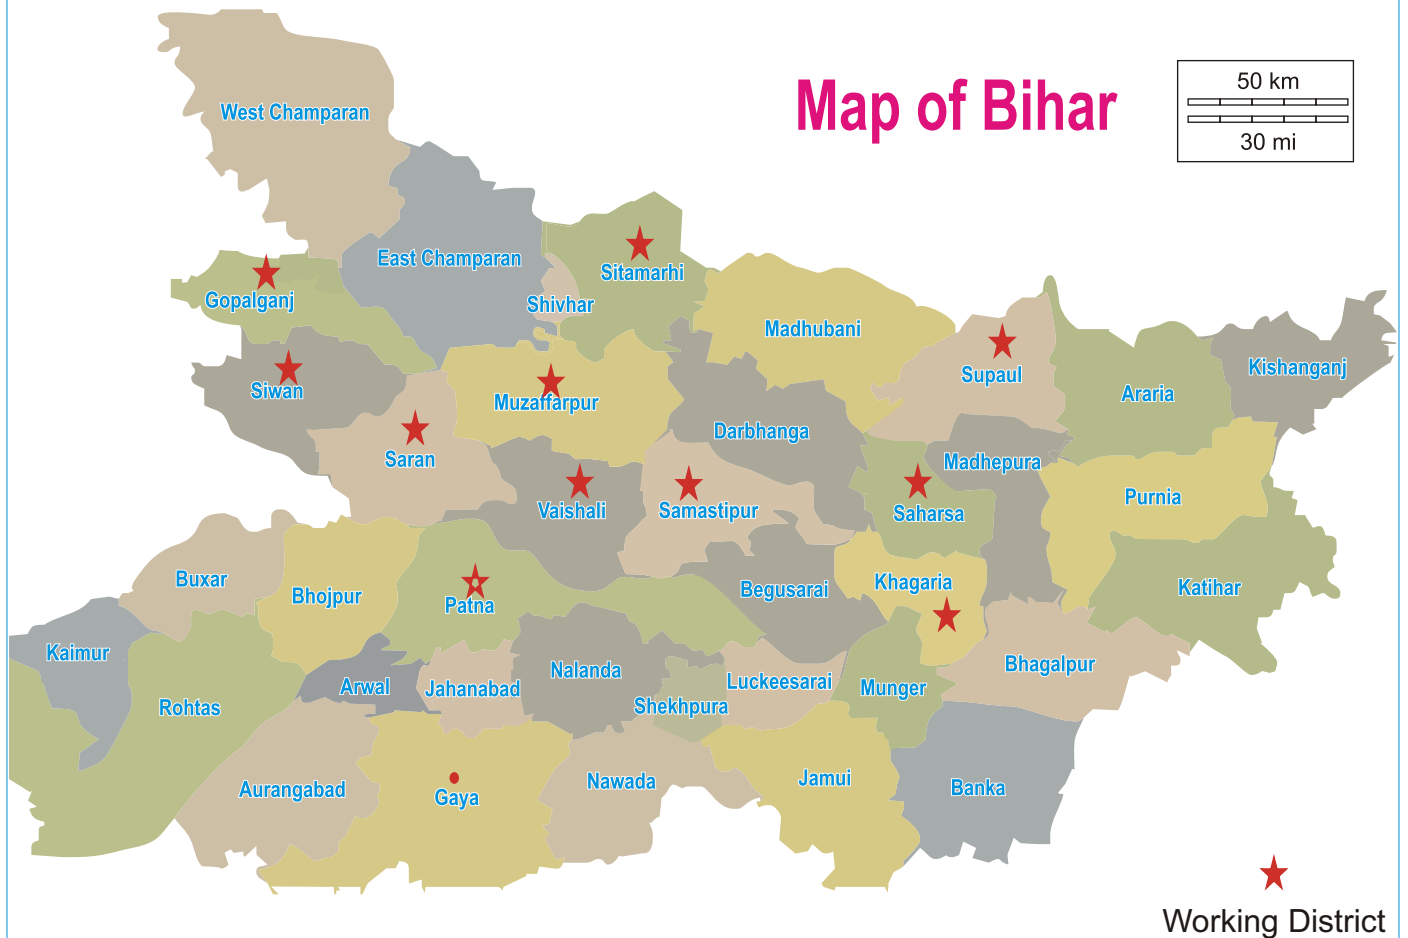 Map of Bihar
50 km
30 mi
West Champaran
East Champaran
Sitamarhi
Gopalganj
Shivhar
Madhubani
Supaul
Kishanganj
Siwan
Muzaffarpur
Araria
Darbhanga
Saran
Madhepura
Purnia
Vaishali
Samastipur
Saharsa
Buxar
Bhojpur
Patna
Begusarai
Khagaria
Katihar
Kaimur
Arwal
Jahanabad
Nalanda
Luckeesarai
Munger
Bhagalpur
Rohtas
Shekhpura
Aurangabad
Gaya
Nawada
Jamui
Banka
Working District